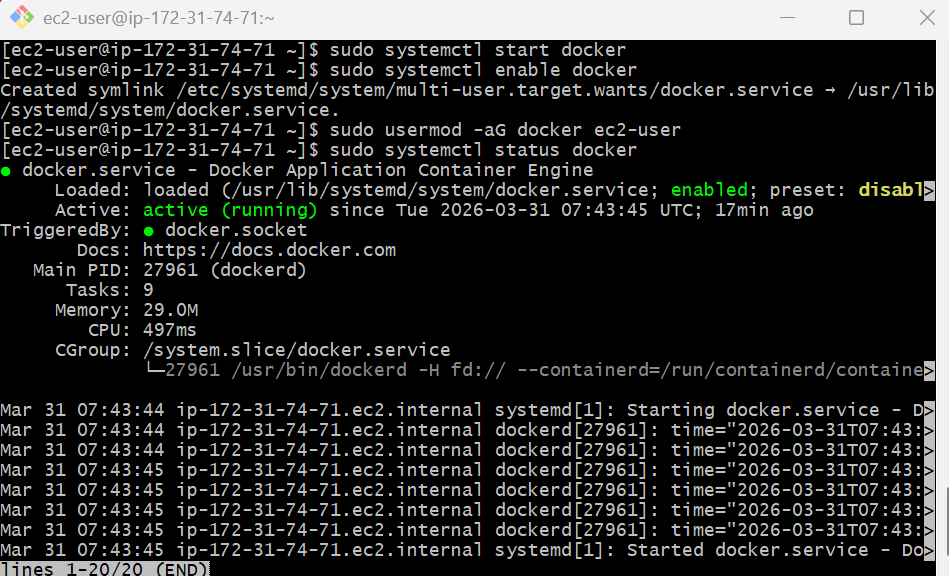 ec2-user@ip-172-31-74-71:~
[ec2-user@ip-172-31-74-71 ~]$ sudo systemctl start docker
[ec2-user@ip-172-31-74-71 ~]$ sudo systemctl enable docker
Created symlink /etc/systemd/system/multi-user.target.wants/docker.service → /usr/lib
/systemd/system/docker.service.
[ec2-user@ip-172-31-74-71 ~]$ sudo usermod -aG docker ec2-user
[ec2-user@ip-172-31-74-71 ~]$ sudo systemctl status docker
● docker.service - Docker Application Container Engine
     Loaded: loaded (/usr/lib/systemd/system/docker.service; enabled; preset: disabl>
     Active: active (running) since Tue 2026-03-31 07:43:45 UTC; 17min ago
TriggeredBy: ● docker.socket
       Docs: https://docs.docker.com
   Main PID: 27961 (dockerd)
      Tasks: 9
     Memory: 29.0M
        CPU: 497ms
     CGroup: /system.slice/docker.service
             └─27961 /usr/bin/dockerd -H fd:// --containerd=/run/containerd/containe>
Mar 31 07:43:44 ip-172-31-74-71.ec2.internal systemd[1]: Starting docker.service - D>
Mar 31 07:43:44 ip-172-31-74-71.ec2.internal dockerd[27961]: time="2026-03-31T07:43:>
Mar 31 07:43:44 ip-172-31-74-71.ec2.internal dockerd[27961]: time="2026-03-31T07:43:>
Mar 31 07:43:45 ip-172-31-74-71.ec2.internal dockerd[27961]: time="2026-03-31T07:43:>
Mar 31 07:43:45 ip-172-31-74-71.ec2.internal dockerd[27961]: time="2026-03-31T07:43:>
Mar 31 07:43:45 ip-172-31-74-71.ec2.internal dockerd[27961]: time="2026-03-31T07:43:>
Mar 31 07:43:45 ip-172-31-74-71.ec2.internal dockerd[27961]: time="2026-03-31T07:43:>
Mar 31 07:43:45 ip-172-31-74-71.ec2.internal systemd[1]: Started docker.service - Do>
lines 1-20/20 (END)